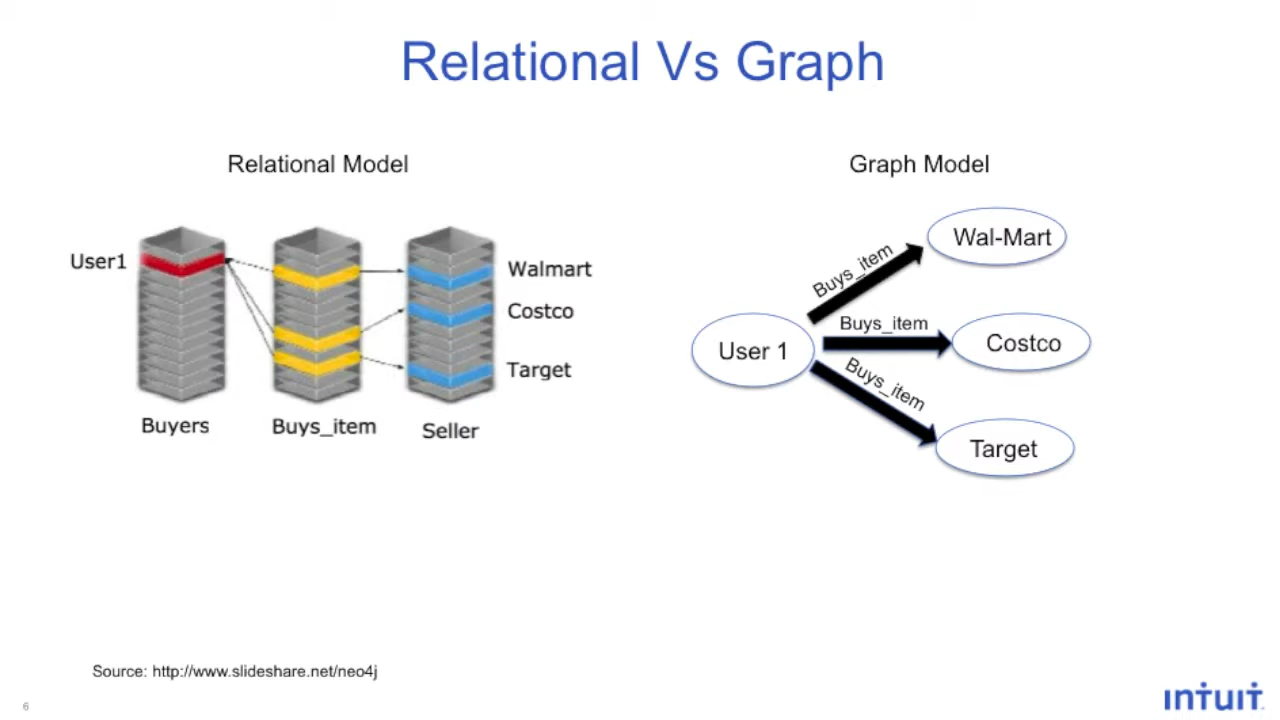 Relational Vs Graph
Relational Model
User1
Walmart
Costco
Target
Buyers
Buys_item
Seller
Graph Model
User 1
Buys_item
Wal-Mart
Buys_item
Costco
Buys_item
Target
Source: http://www.slideshare.net/neo4j
6
intuit.